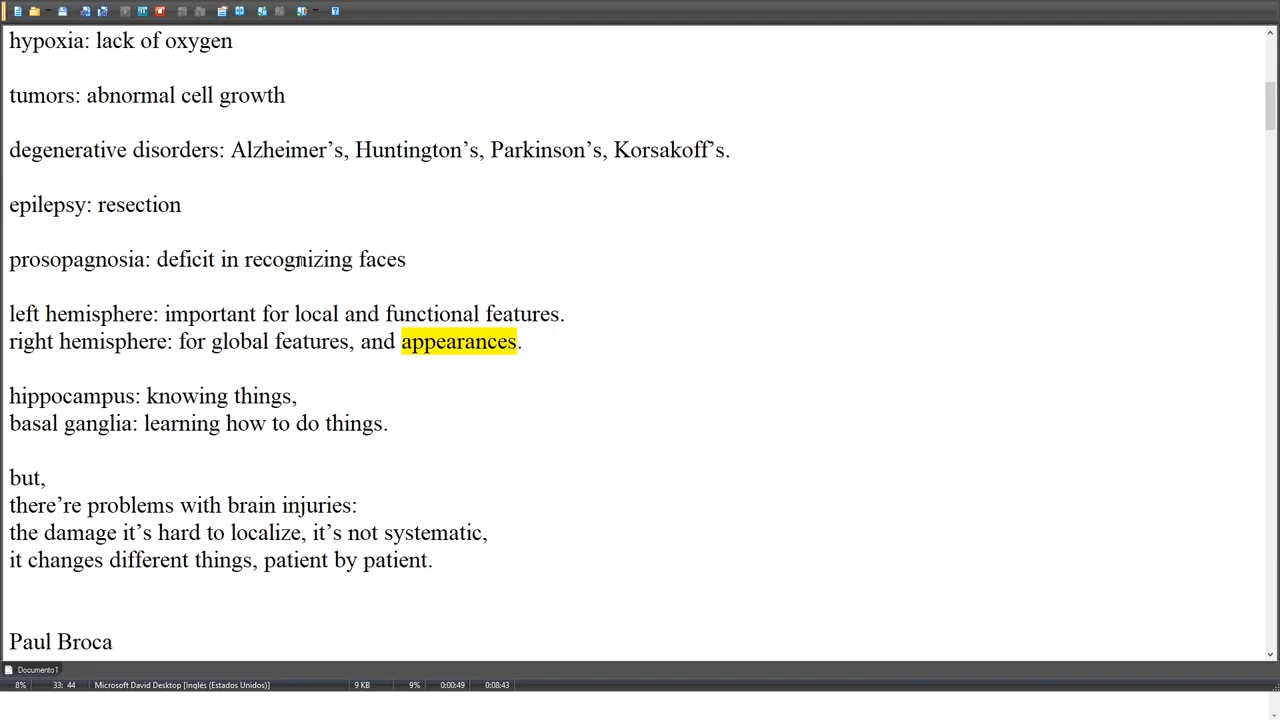 hypoxia: lack of oxygen
tumors: abnormal cell growth
degenerative disorders: Alzheimer’s, Huntington’s, Parkinson’s, Korsakoff’s.
epilepsy: resection
prosopagnosia: deficit in recognizing faces
left hemisphere: important for local and functional features.
right hemisphere: for global features, and appearances.
hippocampus: knowing things,
basal ganglia: learning how to do things.
but,
there’re problems with brain injuries:
the damage it’s hard to localize, it’s not systematic,
it changes different things, patient by patient.
Paul Broca
Documento1
8% 33: 44 Microsoft David Desktop [Inglés (Estados Unidos)] 9 KB 9% 0:00:49 0:08:43